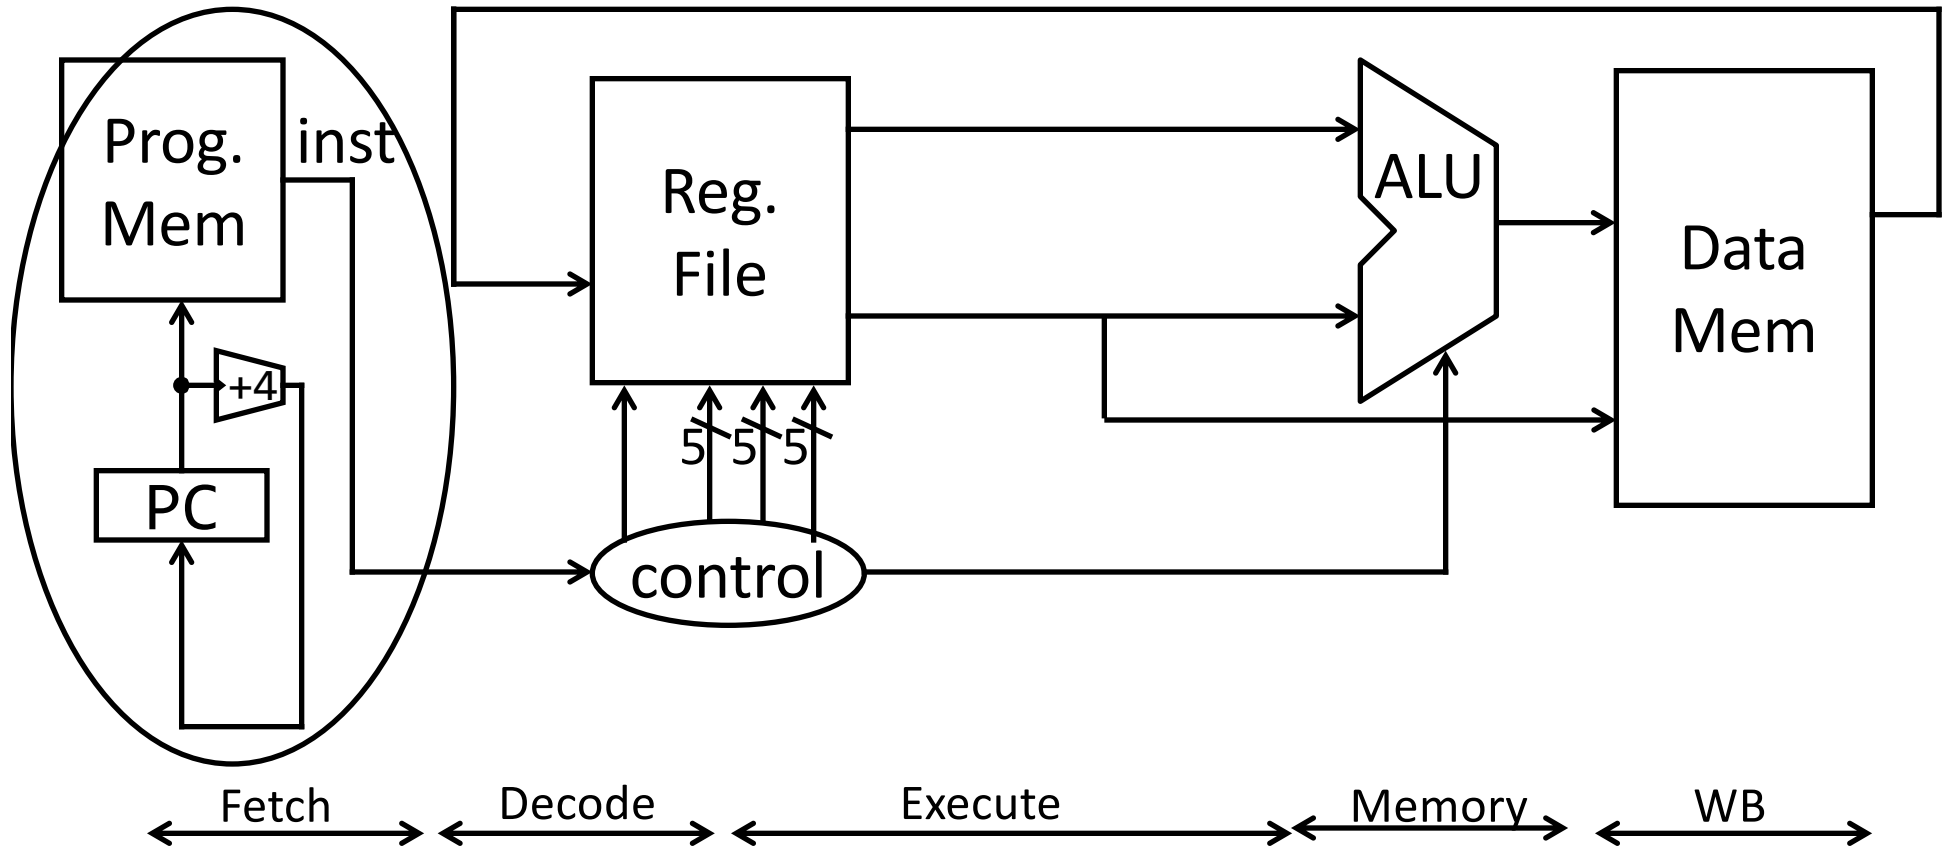 Prog.
Mem
inst
+4
PC
Reg.
File
5 5 5
control
ALU
Data
Mem
Fetch
Decode
Execute
Memory
WB